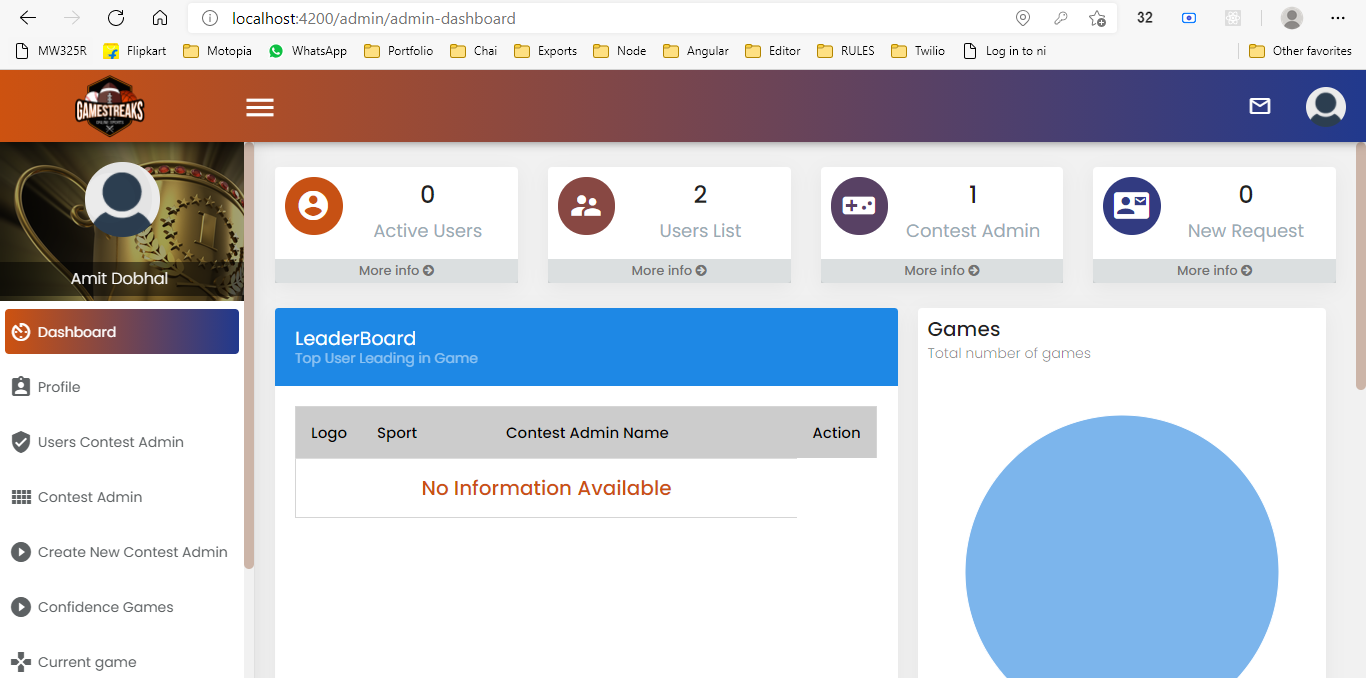 localhost:4200/admin/admin-dashboard
32
MW325R Flipkart Motopia WhatsApp Portfolio Chai Exports Node Angular Editor RULES Twilio Log in to ni Other favorites
GAMESTREAKS
Amit Dobhal
Dashboard
Profile
Users Contest Admin
Contest Admin
Create New Contest Admin
Confidence Games
Current game
0
Active Users
More info
2
Users List
More info
1
Contest Admin
More info
0
New Request
More info
LeaderBoard
Top User Leading in Game
Logo Sport Contest Admin Name Action
No Information Available
Games
Total number of games